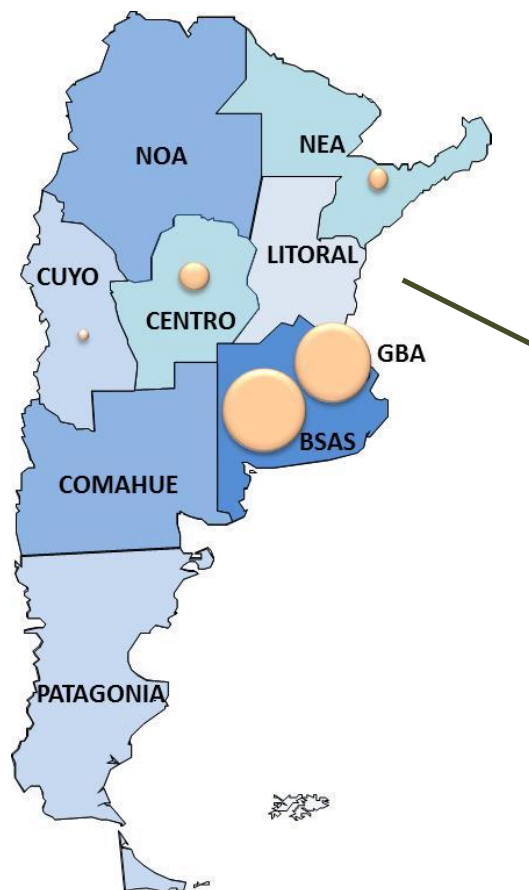 NOA
NEA
LITORAL
CUYO
CENTRO
GBA
BSAS
COMAHUE
PATAGONIA